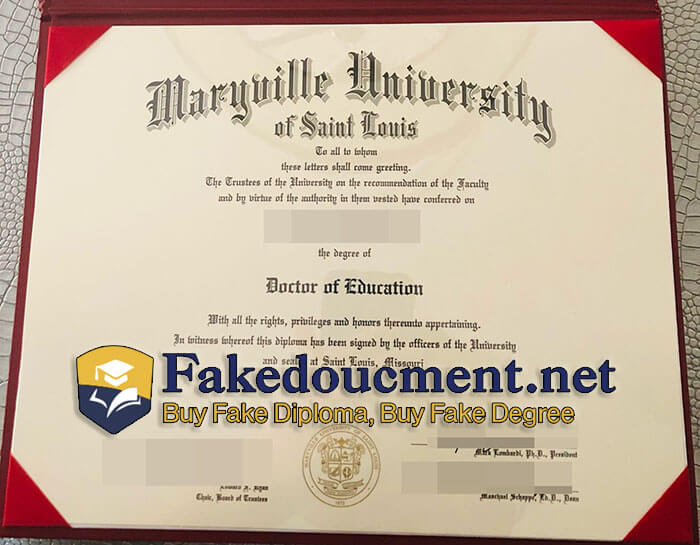 Maryville University
of Saint Louis
To all to whom
these letters shall come greeting.
The Trustees of the University on the recommendation of the Faculty
and by virtue of the authority in them vested have conferred on
the degree of
Doctor of Education
With all the rights, privileges and honors thereunto appertaining.
In witness whereof this diploma has been signed by the officers of the University
and at Saint Louis, Missouri
Fakedoucment.net
Buy Fake Diploma, Buy Fake Degree
Mark Lombardi, Ph.D., President
Chair, Board of Trustees
Dean
1872